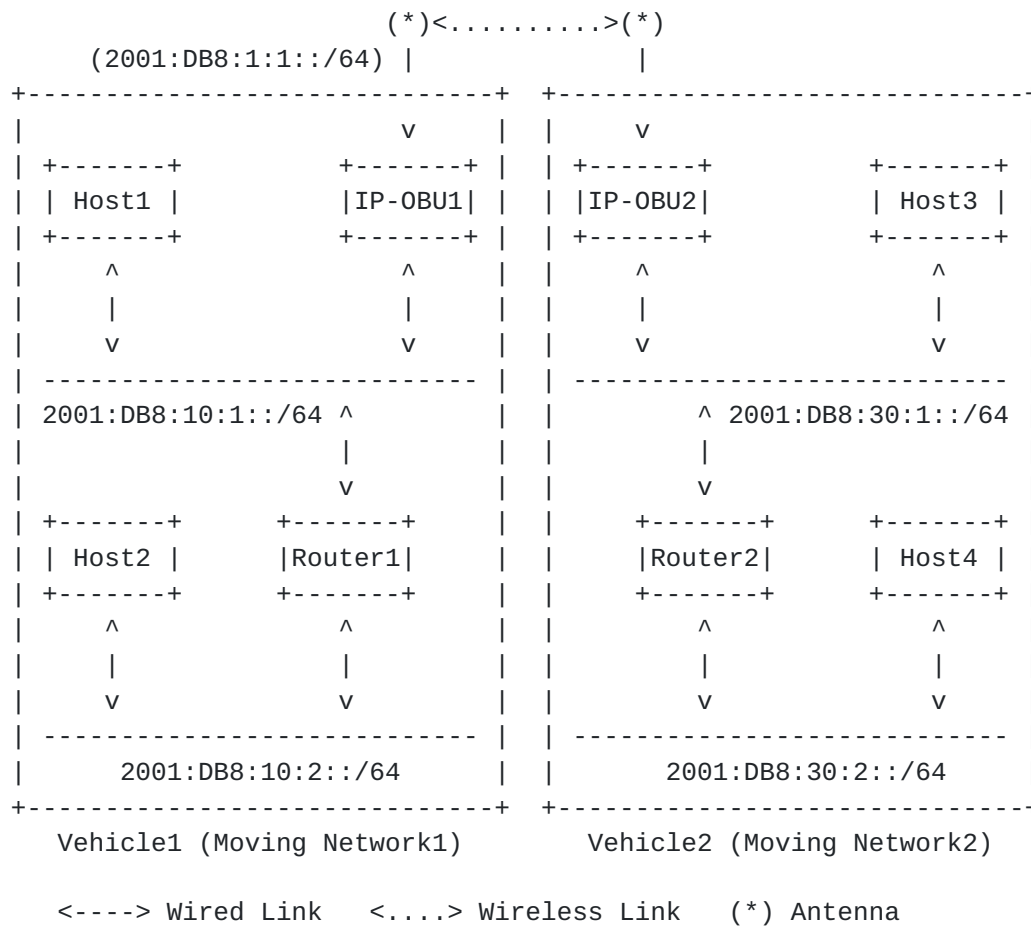 (*)<..........>(*)
(2001:DB8:1:1::/64) | |
+------------------------------+ +------------------------------+
| v | | v |
| +-------+ +-------+ | | +-------+ +-------+ |
| | Host1 | |IP-OBU1| | | |IP-OBU2| | Host3 | |
| +-------+ +-------+ | | +-------+ +-------+ |
| ^ ^ | | ^ ^ |
| | | | | | | |
| v v | | v v |
| ---------------------------- | | ---------------------------- |
| 2001:DB8:10:1::/64 ^ | | ^ 2001:DB8:30:1::/64 |
| | | | | |
| v | | v |
| +-------+ +-------+ | | +-------+ +-------+ |
| | Host2 | |Router1| | | |Router2| | Host4 | |
| +-------+ +-------+ | | +-------+ +-------+ |
| ^ ^ | | ^ ^ |
| | | | | | | |
| v v | | v v |
| ---------------------------- | | ---------------------------- |
| 2001:DB8:10:2::/64 | | 2001:DB8:30:2::/64 |
+------------------------------+ +------------------------------+
Vehicle1 (Moving Network1) Vehicle2 (Moving Network2)
<----> Wired Link <....> Wireless Link (*) Antenna